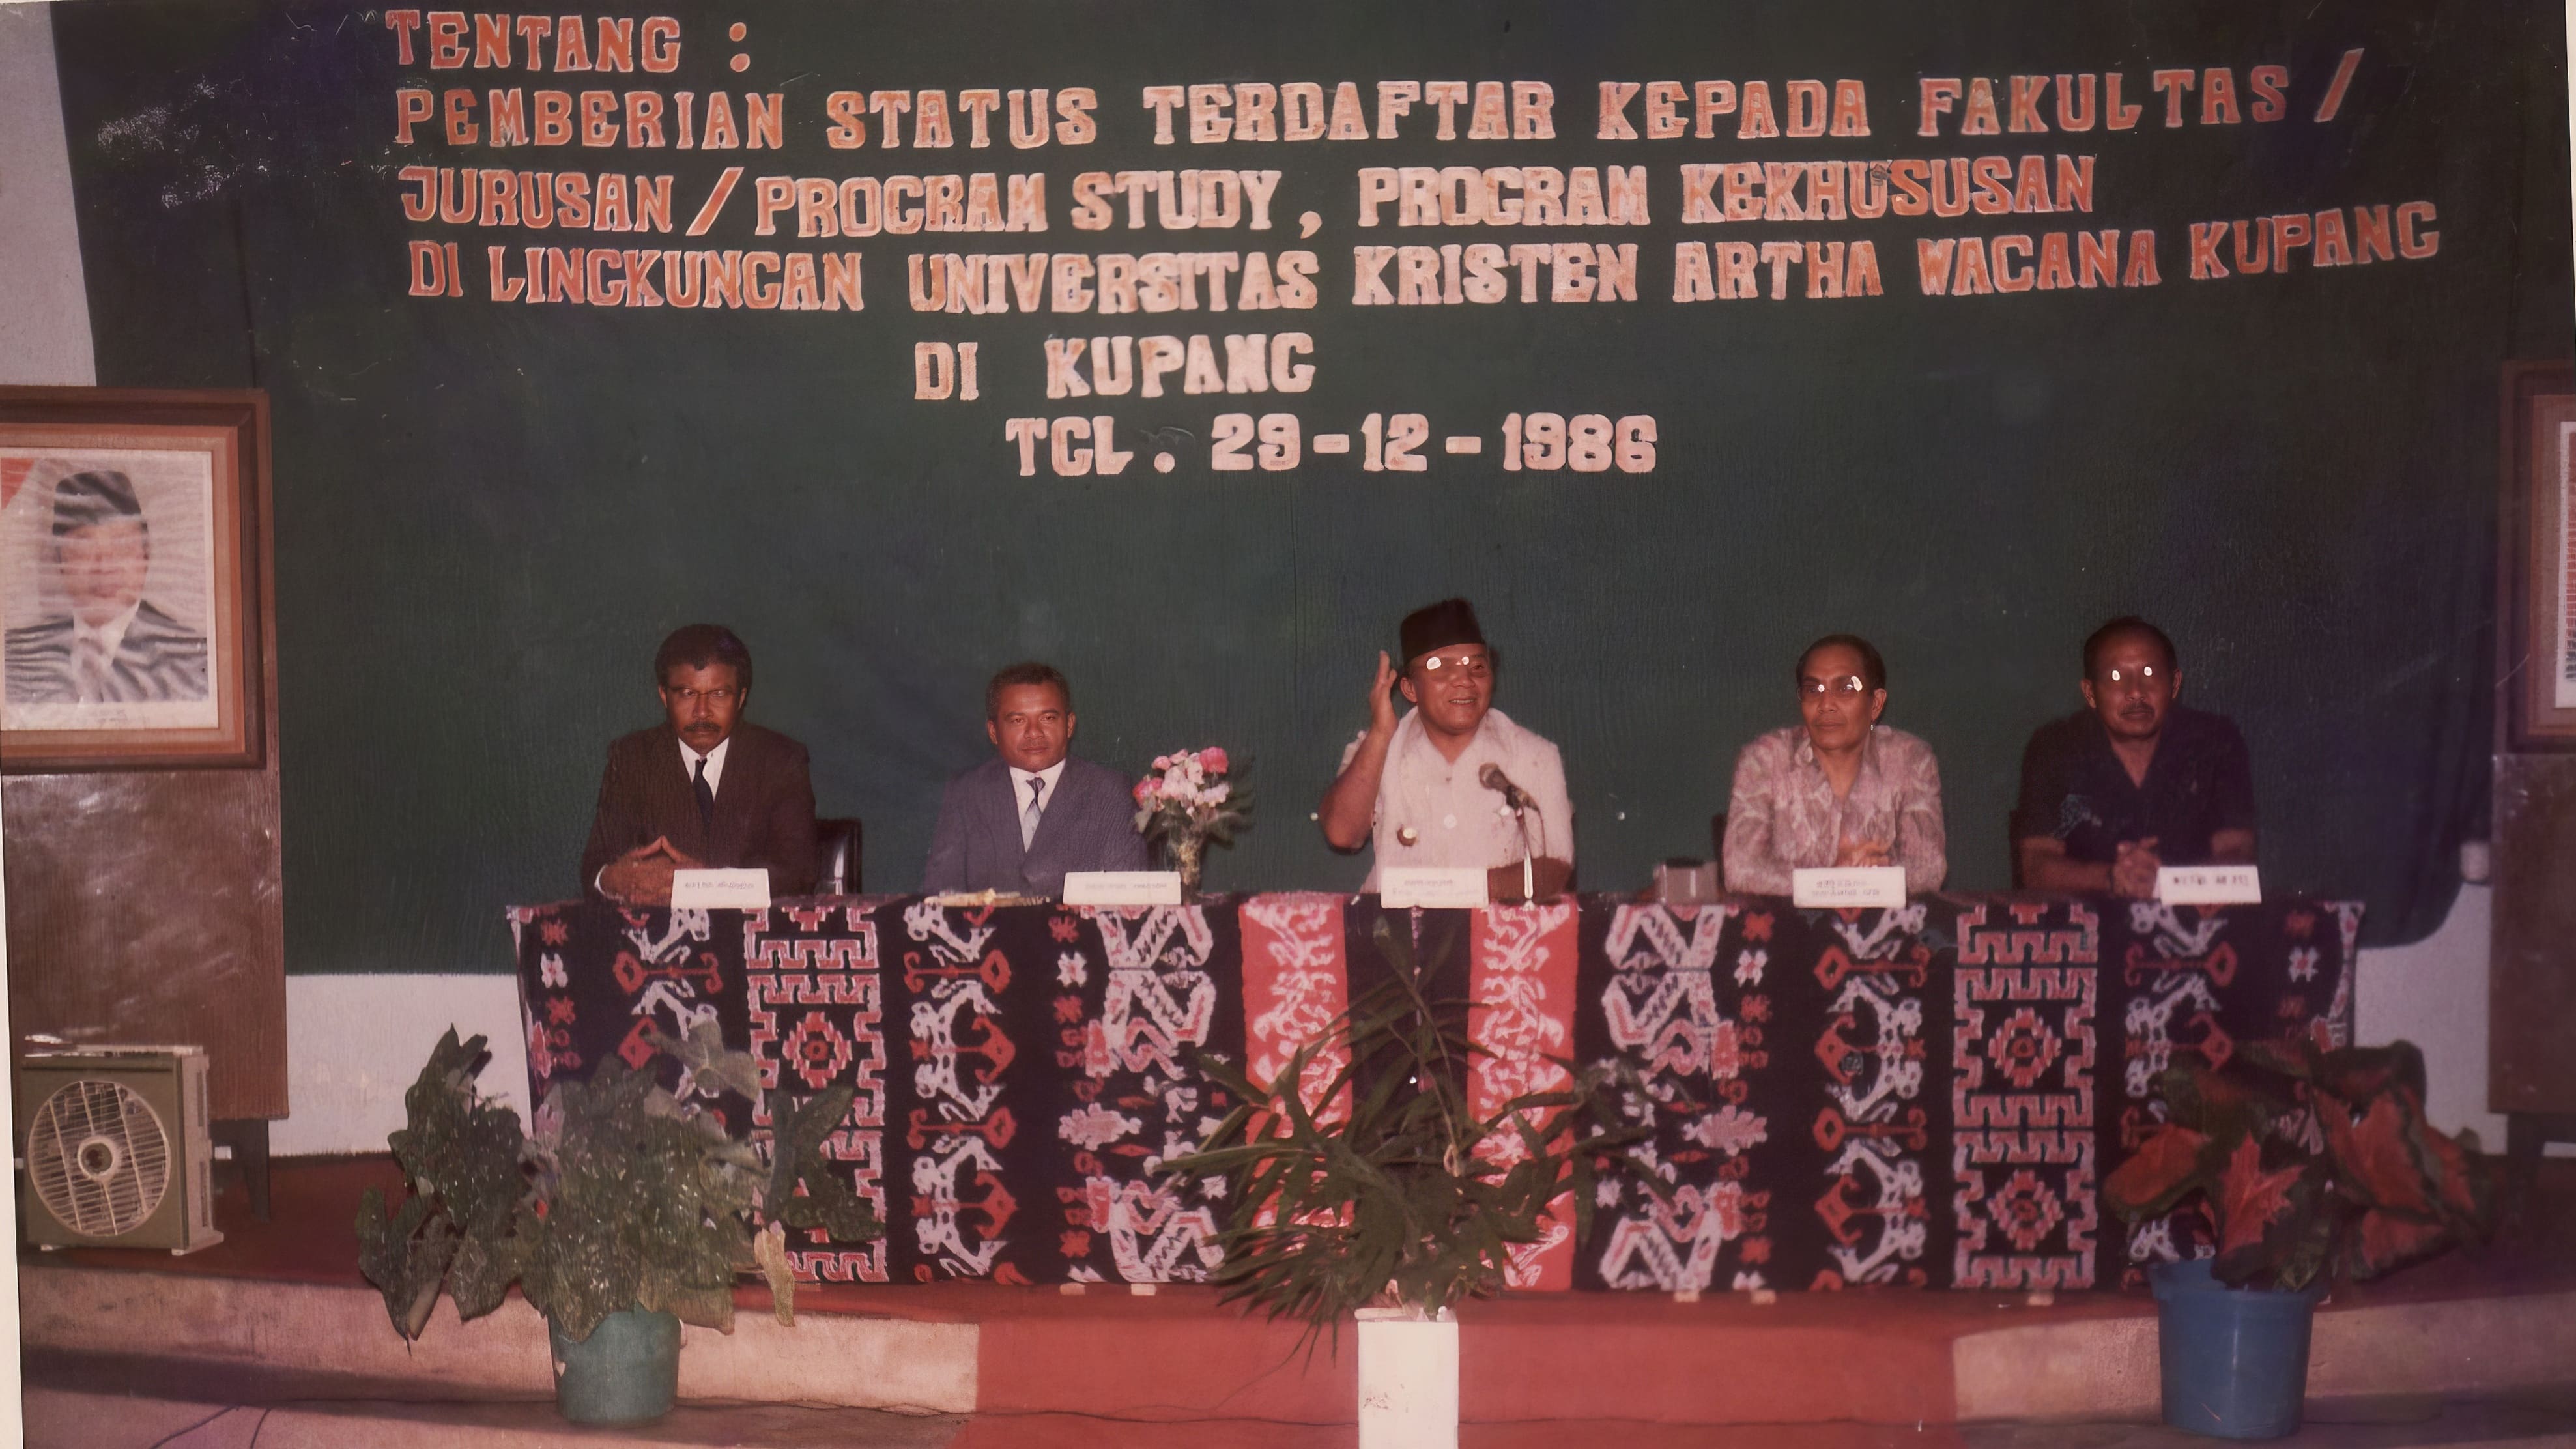 TENTANG :
PEMBERIAN STATUS TERDAFTAR KEPADA FAKULTAS /
JURUSAN / PROGRAM STUDY, PROGRAM KEKHUSUSAN
DI LINGKUNGAN UNIVERSITAS KRISTEN ARTHA WACANA KUPANG
DI KUPANG
TGL. 29-12-1986